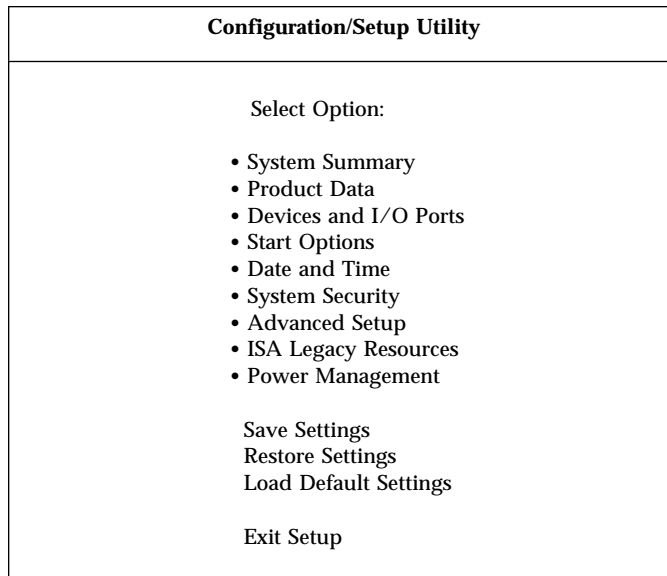 Configuration/Setup Utility
Select Option:
• System Summary
• Product Data
• Devices and I/O Ports
• Start Options
• Date and Time
• System Security
• Advanced Setup
• ISA Legacy Resources
• Power Management
Save Settings
Restore Settings
Load Default Settings
Exit Setup